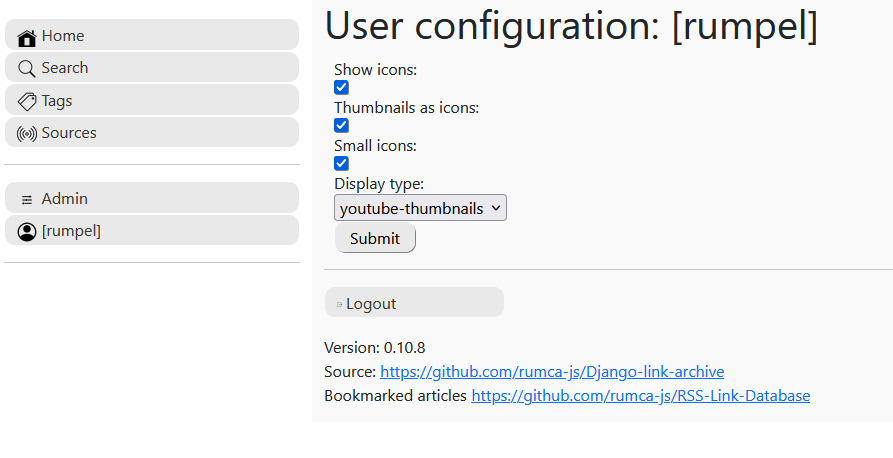 Home
Search
Tags
Sources
Admin
[rumpel]
User configuration: [rumpel]
Show icons:
Thumbnails as icons:
Small icons:
Display type:
youtube-thumbnails
Submit
Logout
Version: 0.10.8
Source: https://github.com/rumca-js/Django-link-archive
Bookmarked articles https://github.com/rumca-js/RSS-Link-Database